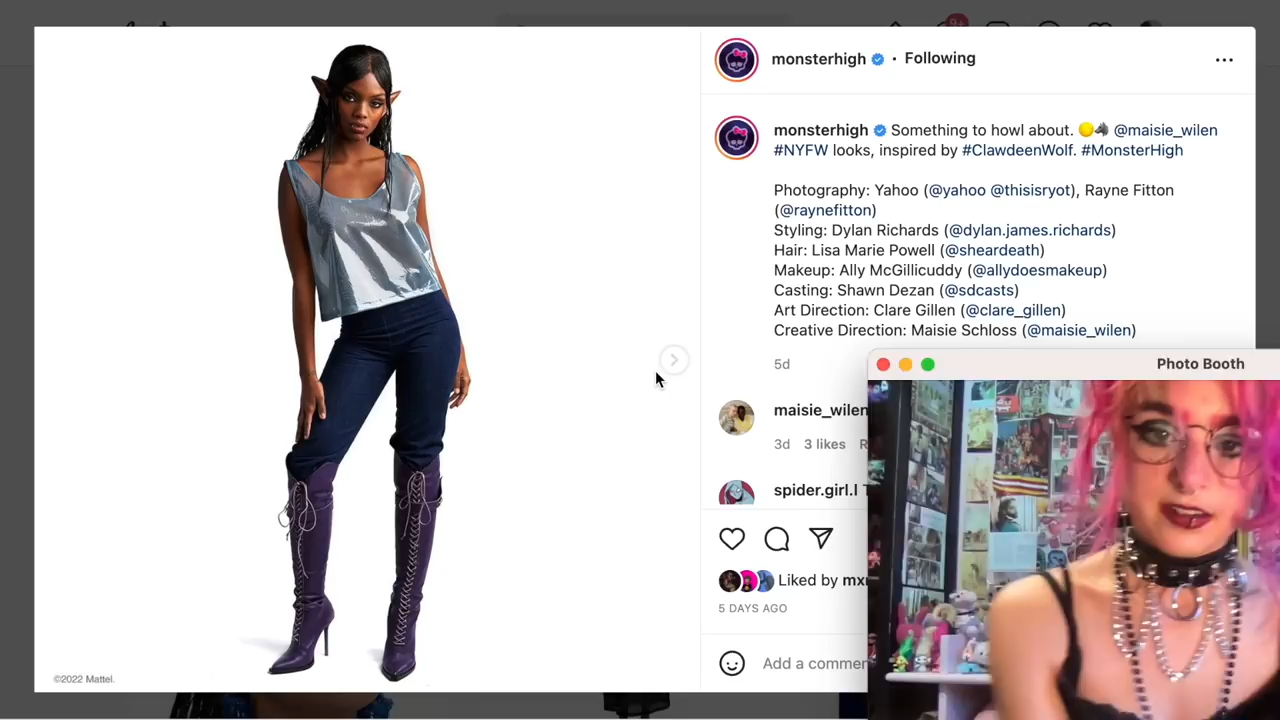 monsterhigh • Following
monsterhigh Something to howl about. @maisie_wilen
#NYFW looks, inspired by #ClawdeenWolf. #MonsterHigh
Photography: Yahoo (@yahoo @thisisryot), Rayne Fitton
(@raynefitton)
Styling: Dylan Richards (@dylan.james.richards)
Hair: Lisa Marie Powell (@sheardeath)
Makeup: Ally McGillicuddy (@allydoesmakeup)
Casting: Shawn Dezan (@sdcasts)
Art Direction: Clare Gillen (@clare_gillen)
Creative Direction: Maisie Schloss (@maisie_wilen)
5d
Photo Booth
maisie_wilen
3d 3 likes R
spider.girl.l T
Liked by mxr
5 DAYS AGO
Add a commen
©2022 Mattel.